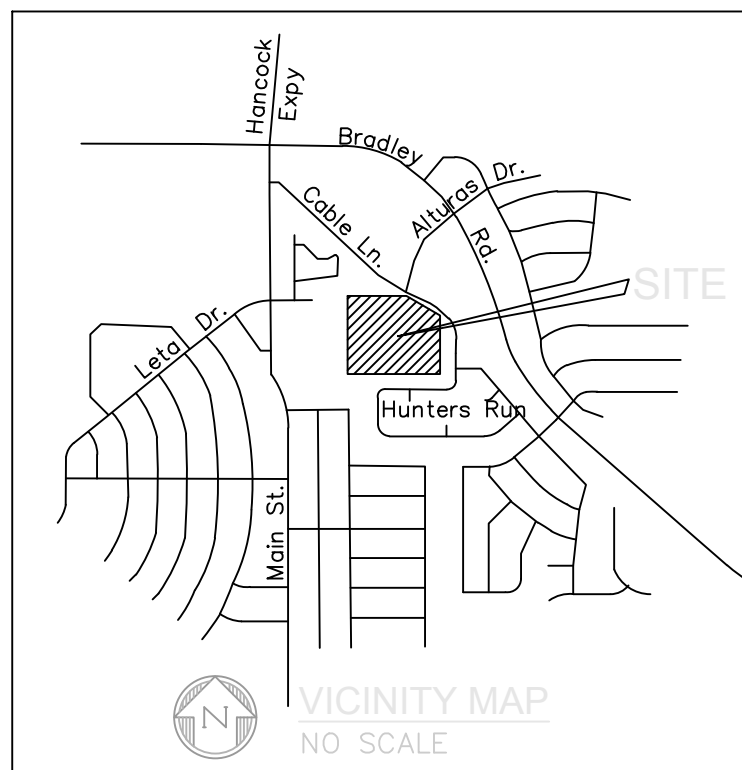 Hancock
Expy
Bradley
Rd.
Alturas Dr.
Cable Ln.
SITE
Leta Dr.
Hunters Run
Main St.
N
VICINITY MAP
NO SCALE